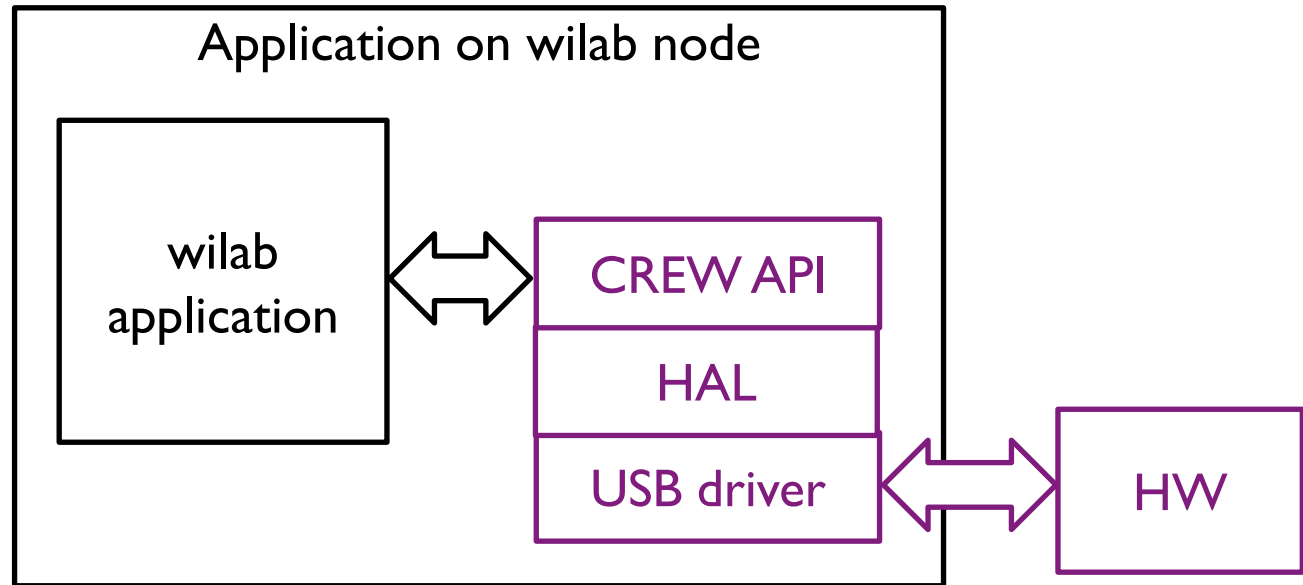 Application on wilab node
wilab
application
CREW API
HAL
USB driver
HW